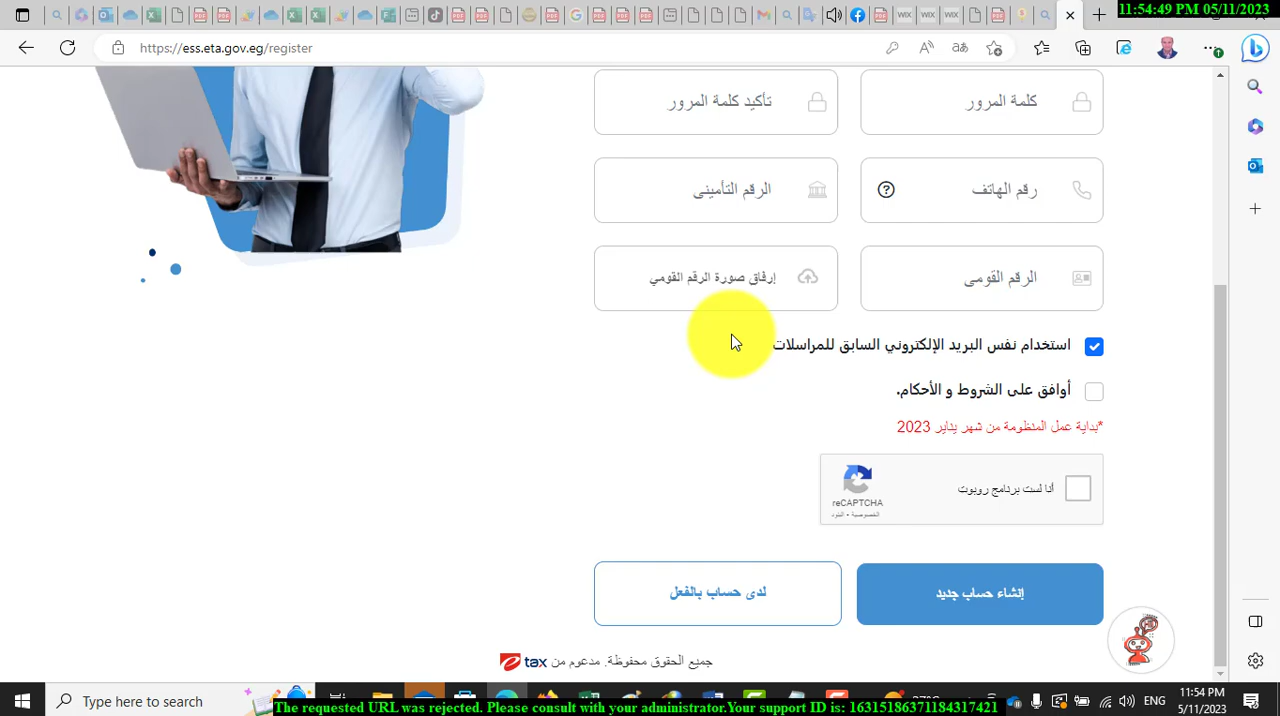 11:54:49 PM 05/11/2023
https://ess.eta.gov.eg/register
كلمة المرور
تأكيد كلمة المرور
رقم الهاتف
الرقم التأمينى
الرقم القومى
إرفاق صورة الرقم القومي
استخدام نفس البريد الإلكتروني السابق للمراسلات
أوافق على الشروط و الأحكام.
*بداية عمل المنظومة من شهر يناير 2023
أنا لست برنامج روبوت
reCAPTCHA
الخصوصية • البنود
إنشاء حساب جديد
لدى حساب بالفعل
جميع الحقوق محفوظة. مدعوم من e tax
Type here to search
ENG
11:54 PM
5/11/2023
The requested URL was rejected. Please consult with your administrator.Your support ID is: 16315186371184317421